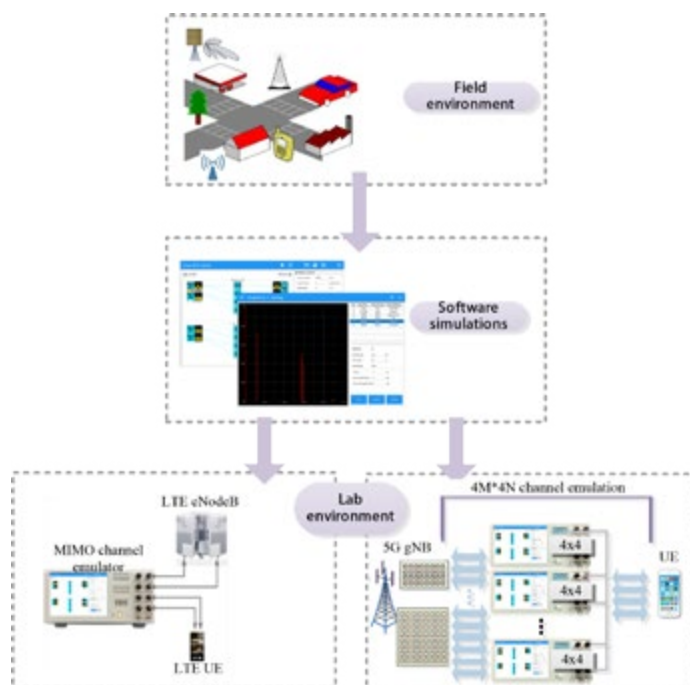 Field
environment
Software
simulations
Lab
environment
LTE eNodeB
MIMO channel
emulator
LTE UE
4M*4N channel emulation
5G gNB
UE
4x4
4x4
4x4